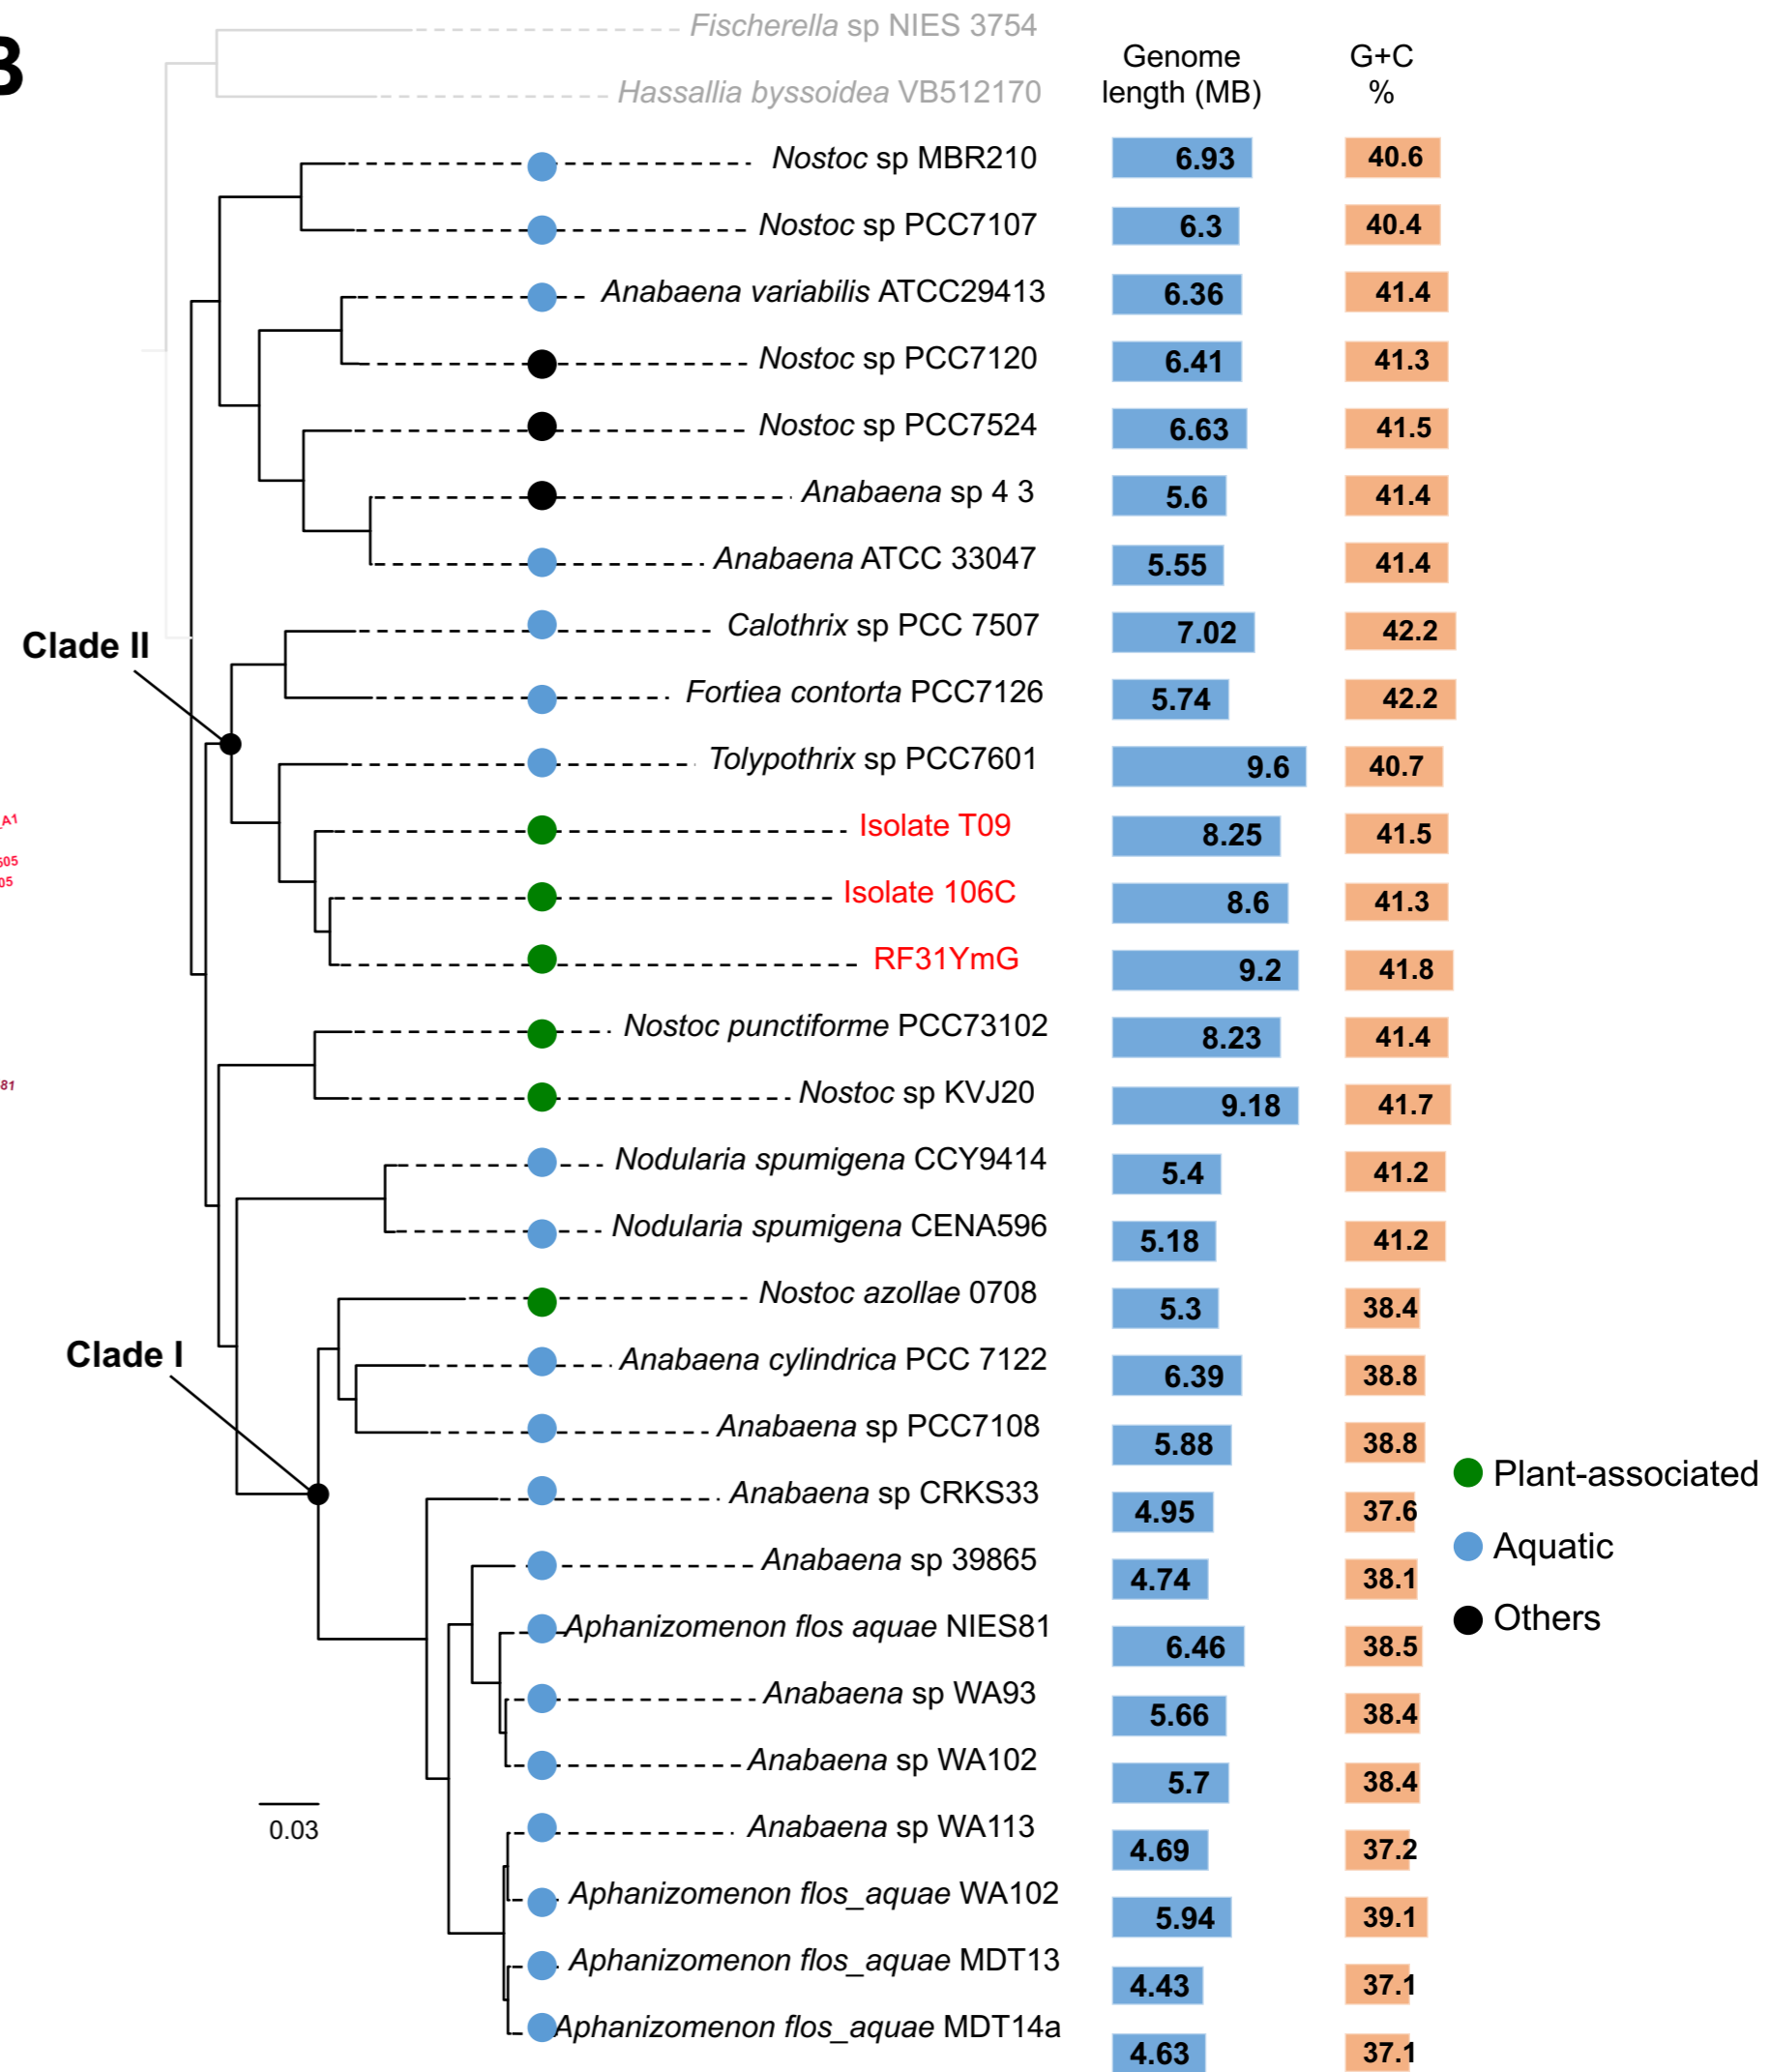 B
Fischerella sp NIES 3754
Hassallia byssoidea VB512170
Genome
length (MB)
G+C
%
Nostoc sp MBR210 6.93 40.6
Nostoc sp PCC7107 6.3 40.4
Anabaena variabilis ATCC29413 6.36 41.4
Nostoc sp PCC7120 6.41 41.3
Nostoc sp PCC7524 6.63 41.5
Anabaena sp 4 3 5.6 41.4
Anabaena ATCC 33047 5.55 41.4
Calothrix sp PCC 7507 7.02 42.2
Clade II
Fortiea contorta PCC7126 5.74 42.2
Tolypothrix sp PCC7601 9.6 40.7
A1
Isolate T09 8.25 41.5
605
05
Isolate 106C 8.6 41.3
RF31YmG 9.2 41.8
Nostoc punctiforme PCC73102 8.23 41.4
81
Nostoc sp KVJ20 9.18 41.7
Nodularia spumigena CCY9414 5.4 41.2
Nodularia spumigena CENA596 5.18 41.2
Nostoc azollae 0708 5.3 38.4
Clade I
Anabaena cylindrica PCC 7122 6.39 38.8
Anabaena sp PCC7108 5.88 38.8
Plant-associated
Anabaena sp CRKS33 4.95 37.6
Aquatic
Anabaena sp 39865 4.74 38.1
Others
Aphanizomenon flos aquae NIES81 6.46 38.5
Anabaena sp WA93 5.66 38.4
Anabaena sp WA102 5.7 38.4
0.03
Anabaena sp WA113 4.69 37.2
Aphanizomenon flos_aquae WA102 5.94 39.1
Aphanizomenon flos_aquae MDT13 4.43 37.1
Aphanizomenon flos_aquae MDT14a 4.63 37.1